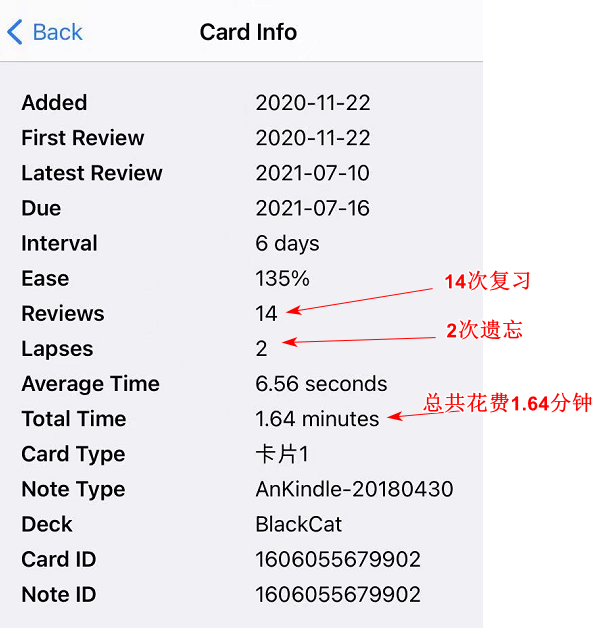 Back Card Info
Added 2020-11-22
First Review 2020-11-22
Latest Review 2021-07-10
Due 2021-07-16
Interval 6 days
Ease 135%
Reviews 14 14次复习
Lapses 2 2次遗忘
Average Time 6.56 seconds
Total Time 1.64 minutes 总共花费1.64分钟
Card Type 卡片1
Note Type AnKindle-20180430
Deck BlackCat
Card ID 1606055679902
Note ID 1606055679902